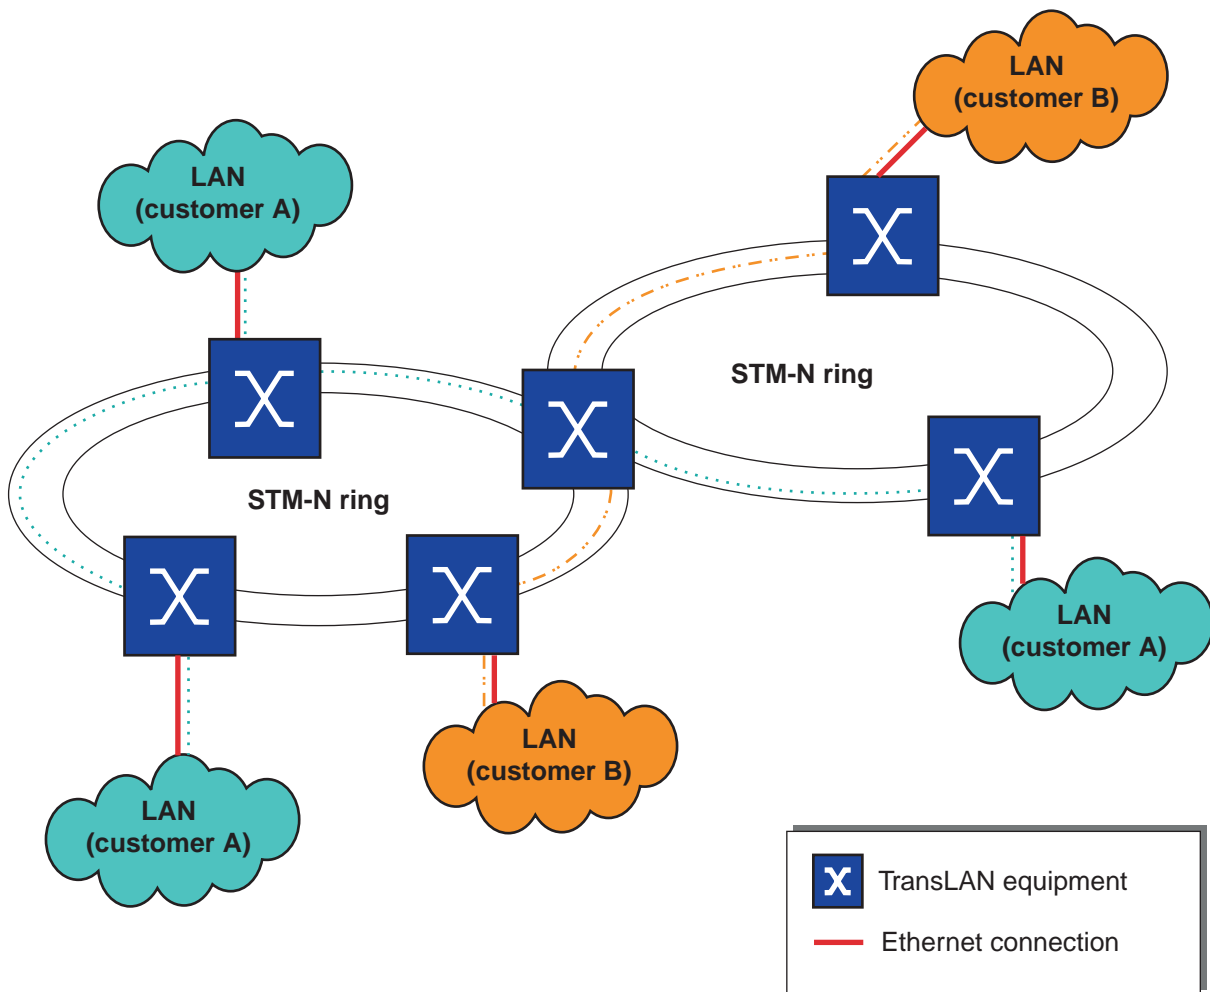 LAN
(customer B)
LAN
(customer A)
STM-N ring
STM-N ring
LAN
(customer A)
LAN
(customer B)
LAN
(customer A)
TransLAN equipment
Ethernet connection